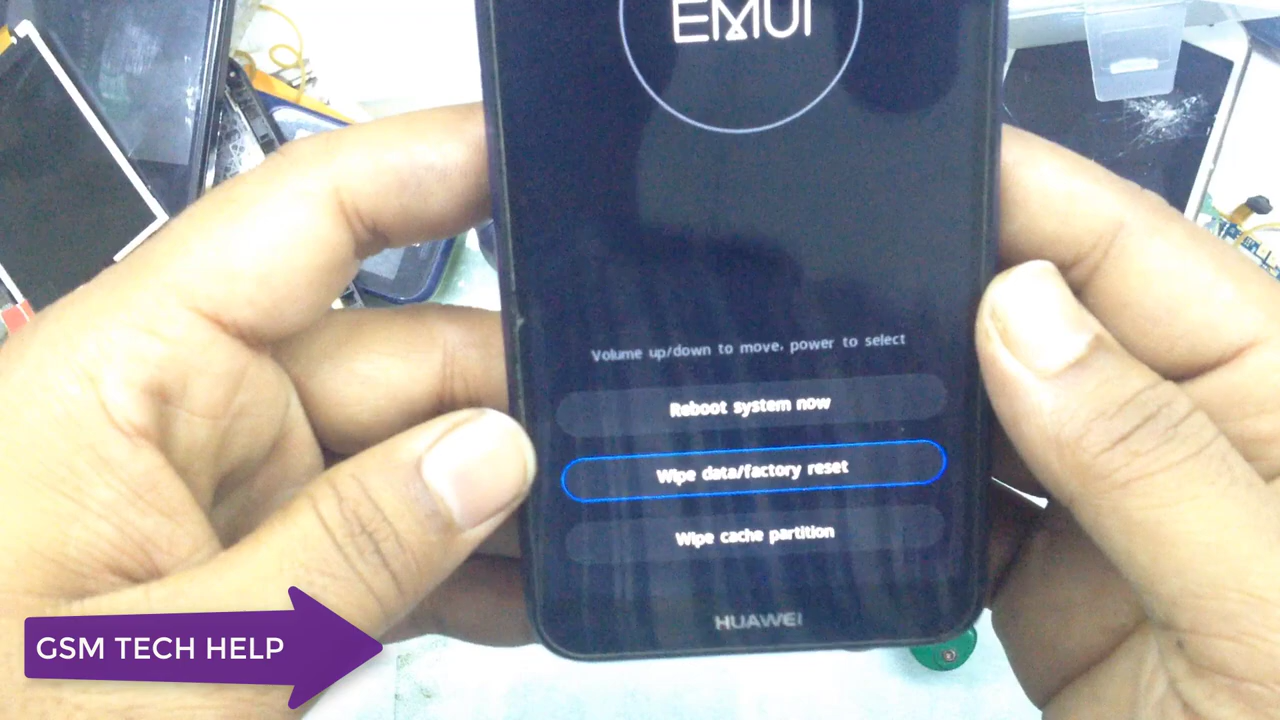 EMUI
Volume up/down to move, power to select
Reboot system now
Wipe data/factory reset
Wipe cache partition
HUAWEI
GSM TECH HELP